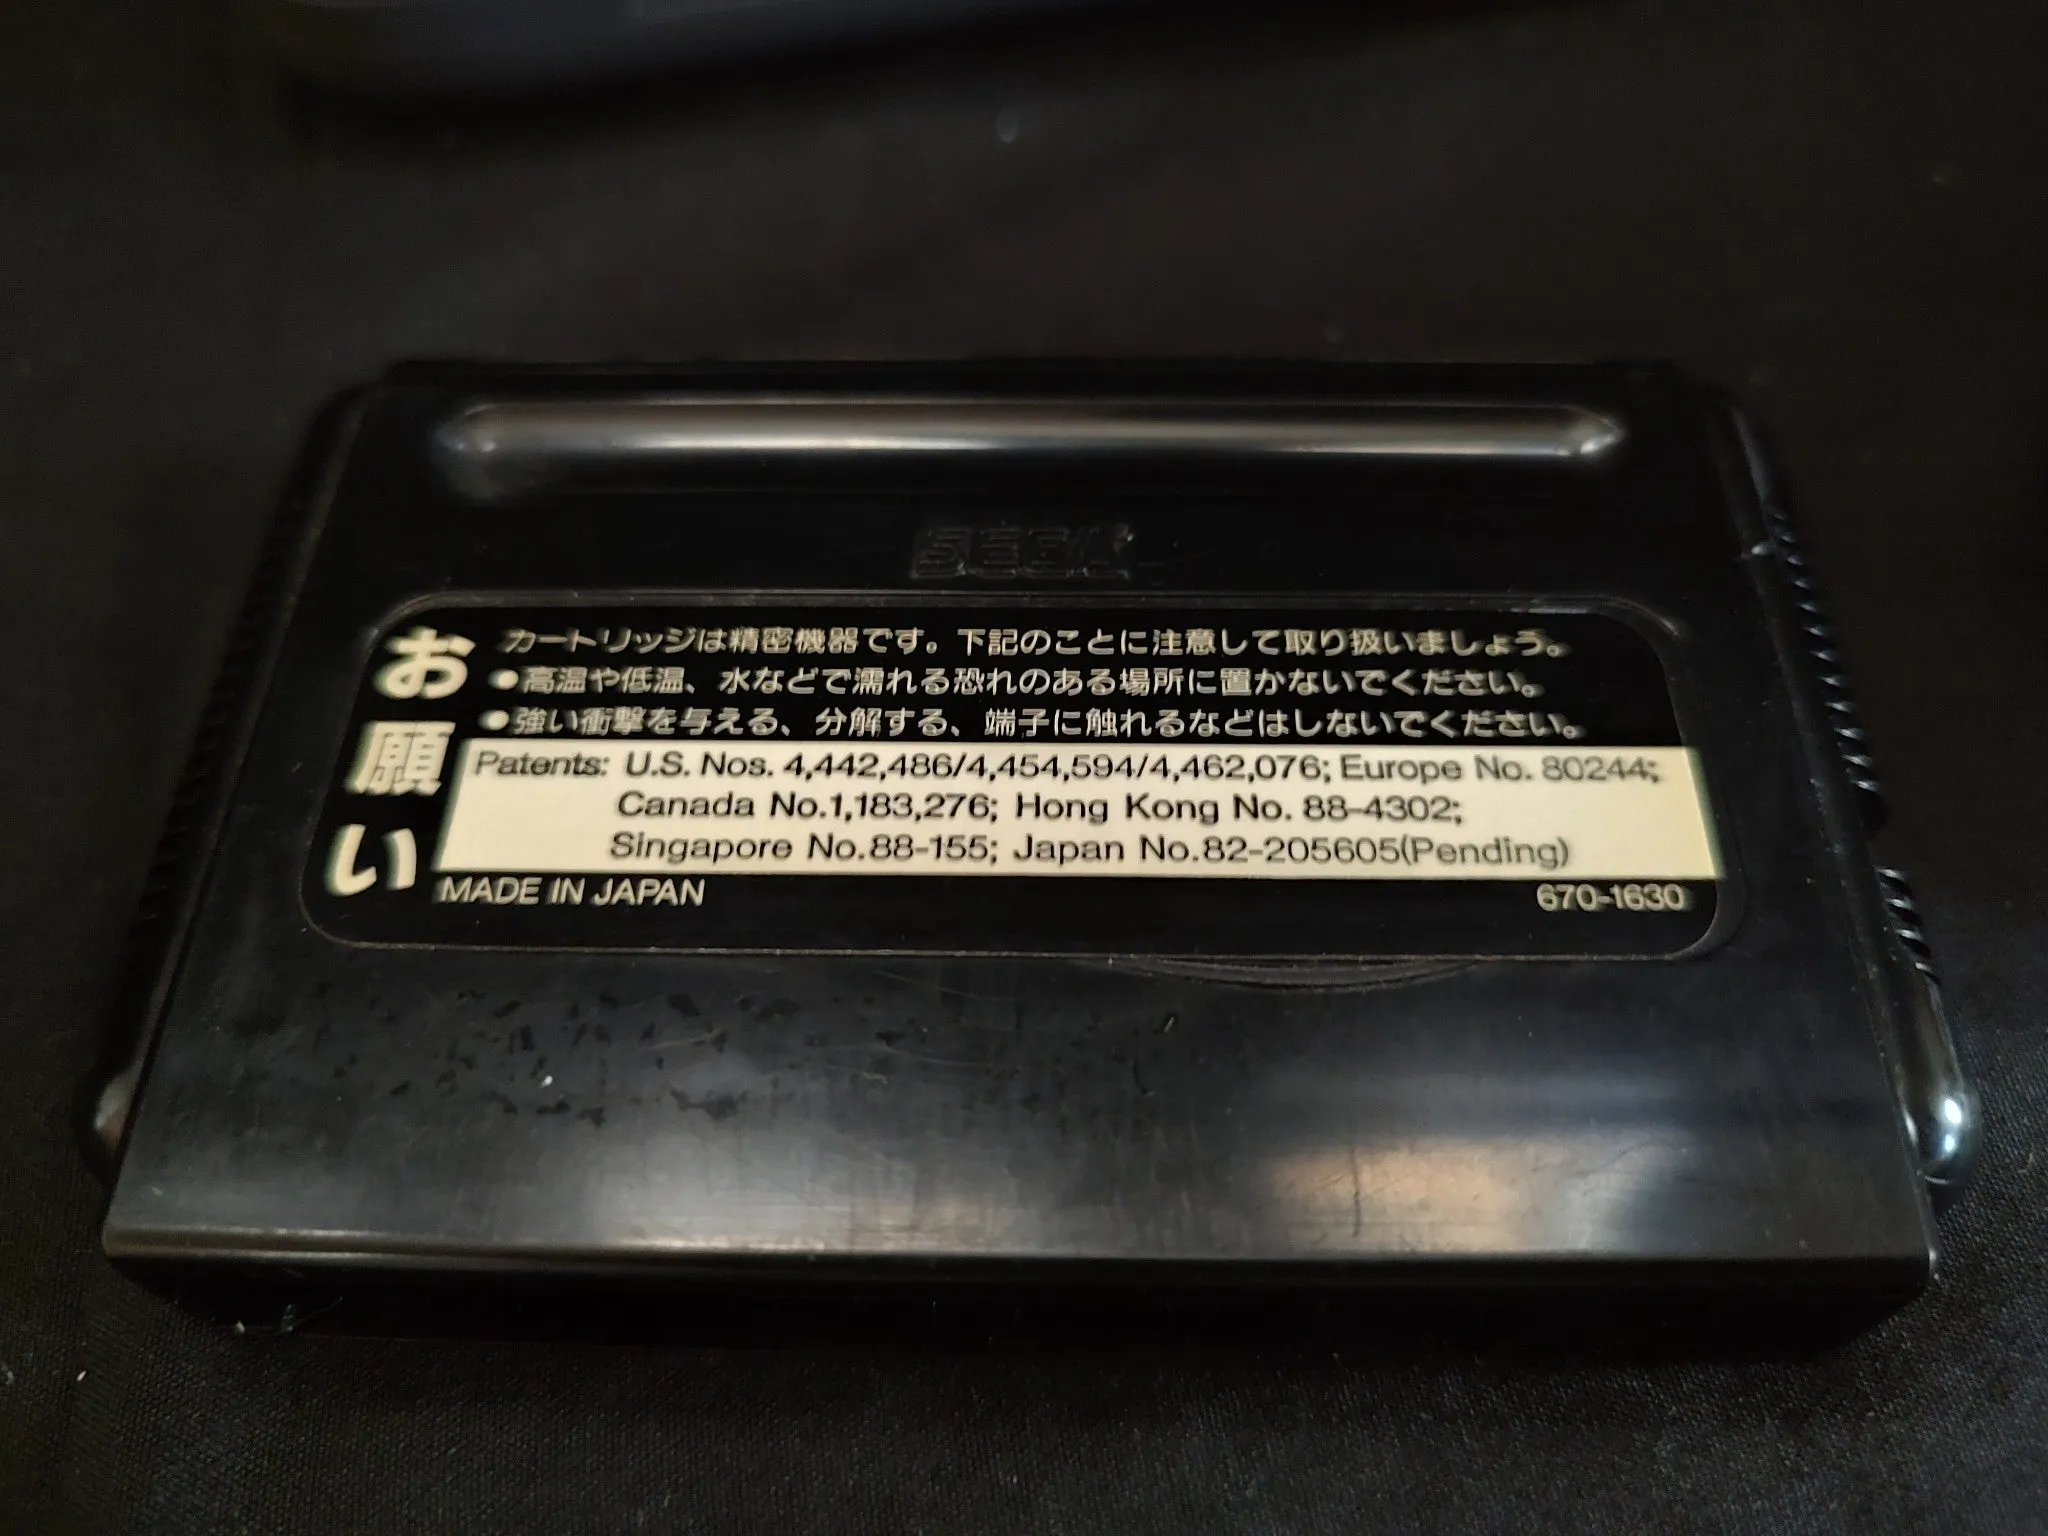 SEGA
お願い
カートリッジは精密機器です。下記のことに注意して取り扱いましょう。
●高温や低温、水などで濡れる恐れのある場所に置かないでください。
●強い衝撃を与える、分解する、端子に触れるなどはしないでください。
Patents: U.S. Nos. 4,442,486/4,454,594/4,462,076; Europe No. 80244;
Canada No.1,183,276; Hong Kong No. 88-4302;
Singapore No.88-155; Japan No.82-205605(Pending)
MADE IN JAPAN 670-1630